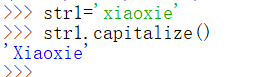 >>> str1='xiaoxie'
>>> str1.capitalize()
'Xiaoxie'
>>>